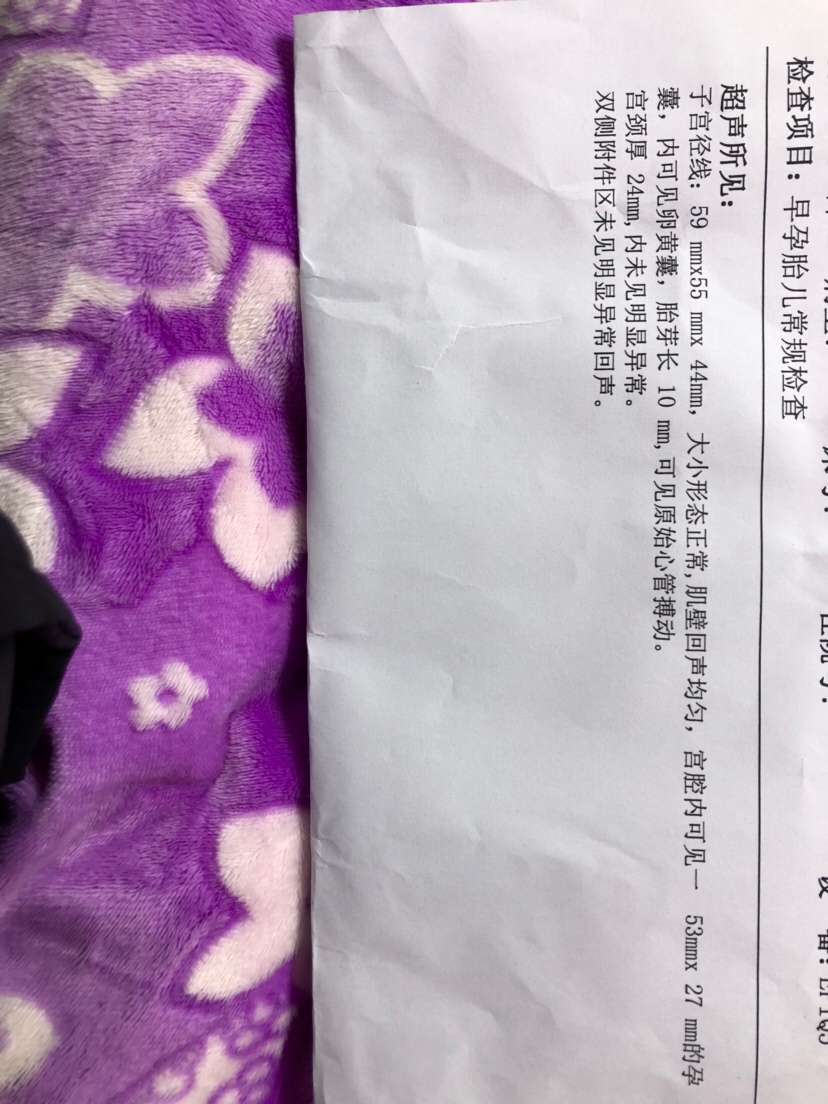 检查项目：早孕胎儿常规检查
超声所见：
子宫径线：59 mmx55 mmx 44mm，大小形态正常,肌壁回声均匀，宫腔内可见一 53mmx 27 mm的孕
囊，内可见卵黄囊，胎芽长 10 mm,可见原始心管搏动。
宫颈厚 24mm,内未见明显异常。
双侧附件区未见明显异常回声。